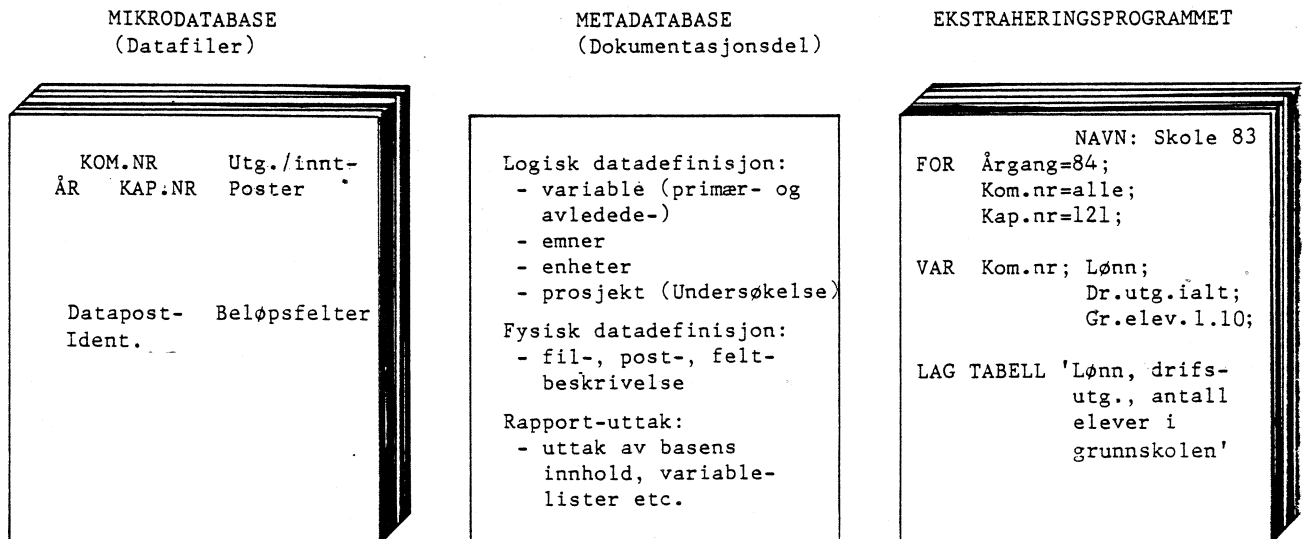 MIKRODATABASE
(Datafiler)
KOM.NR Utg./innt-
ÅR KAP.NR Poster
Datapost- Beløpsfelter
Ident.
METADATABASE
(Dokumentasjonsdel)
Logisk datadefinisjon:
- variable (primær- og
avledede-)
- emner
- enheter
- prosjekt (Undersøkelse)
Fysisk datadefinisjon:
- fil-, post-, felt-
beskrivelse
Rapport-uttak:
- uttak av basens
innhold, variable-
lister etc.
EKSTRAHERINGSPROGRAMMET
NAVN: Skole 83
FOR Årgang=84;
Kom.nr=alle;
Kap.nr=121;
VAR Kom.nr; Lønn;
Dr.utg.ialt;
Gr.elev.1.10;
LAG TABELL 'Lønn, drifs-
utg., antall
elever i
grunnskolen'